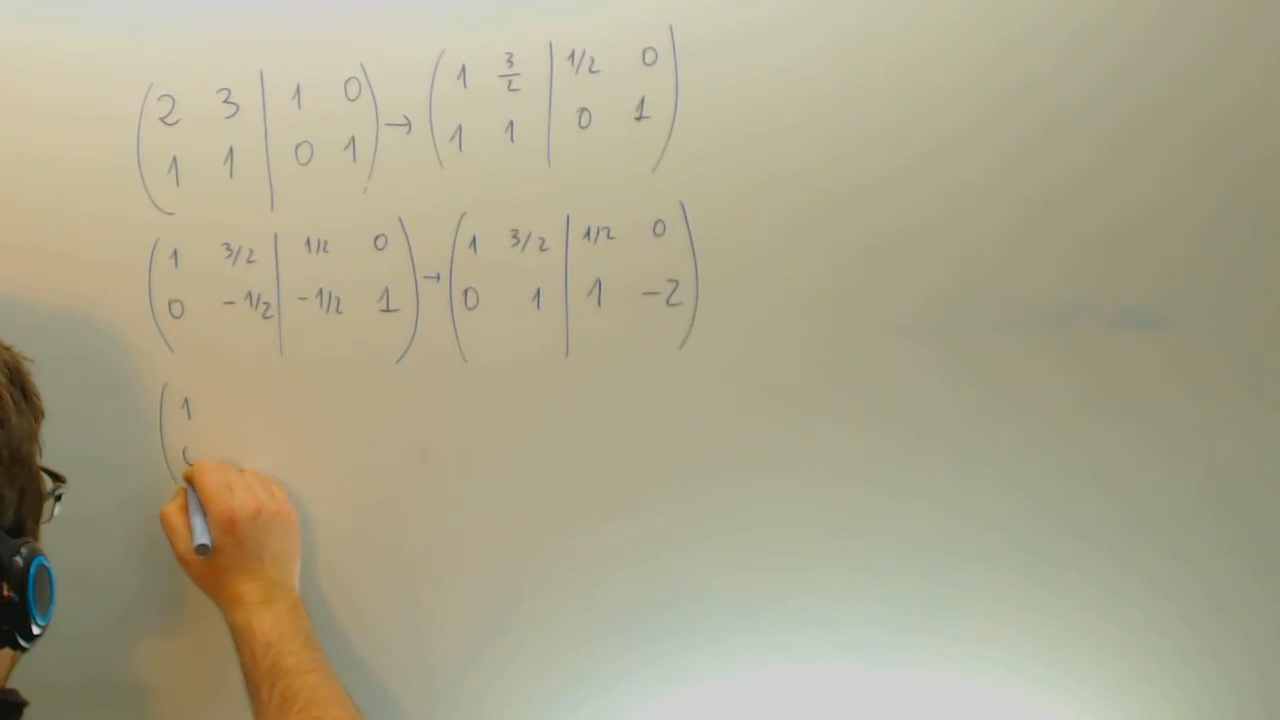 (2 3 | 1 0) → (1 3/2 | 1/2 0)
(1 1 | 0 1) (1 1 | 0 1)
(1 3/2 | 1/2 0) → (1 3/2 | 1/2 0)
(0 -1/2 | -1/2 1) (0 1 | 1 -2)
(1